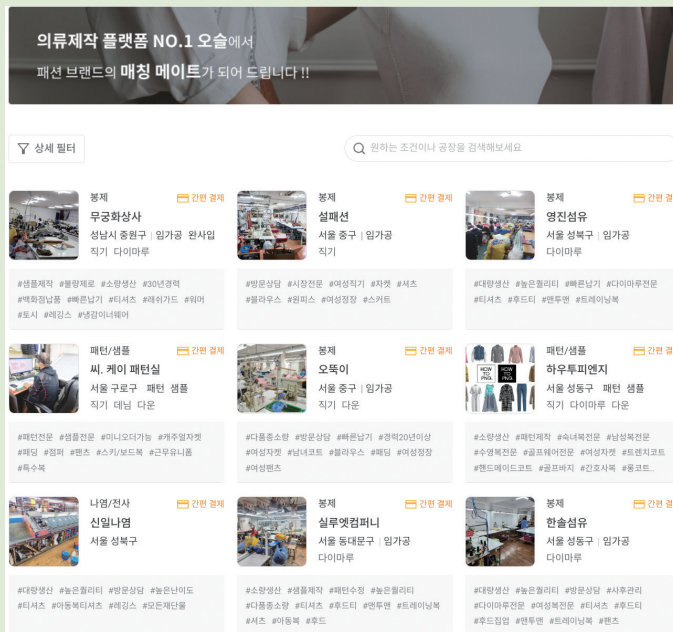 의류제작 플랫폼 NO.1 오슬에서
패션 브랜드의 매칭 메이트가 되어 드립니다 !!
상세 필터
원하는 조건이나 공장을 검색해보세요
봉제
간편 결제
무궁화상사
성남시 중원구 | 임가공 완사입
직기 다이마루
#샘플제작 #불량제로 #소량생산 #30년경력
#백화점납품 #빠른납기 #티셔츠 #래쉬가드 #워머
#토시 #레깅스 #냉감이너웨어
봉제
간편 결제
설패션
서울 중구 | 임가공
직기
#방문상담 #시장전문 #여성직기 #자켓 #셔츠
#블라우스 #원피스 #여성정장 #스커트
봉제
간편 결
영진섬유
서울 성북구 | 임가공
다이마루
#대량생산 #높은퀄리티 #빠른납기 #다이마루전문
#티셔츠 #후드티 #맨투맨 #트레이닝복
패턴/샘플
간편 결제
씨. 케이 패턴실
서울 구로구 패턴 샘플
직기 데님 다운
#패턴전문 #샘플전문 #미니오더가능 #캐주얼자켓
#패딩 #점퍼 #팬츠 #스키/보드복 #근무유니폼
#특수복
봉제
간편 결제
오뚝이
서울 중구 | 임가공
직기 다운
#다품종소량 #방문상담 #빠른납기 #경력20년이상
#여성자켓 #남녀코트 #블라우스 #패딩 #여성정장
#여성팬츠
HOW
TO
PNG.
HOW
TO
PNG.
패턴/샘플
간편 결
하우투피엔지
서울 성동구 패턴 샘플
직기 다이마루 다운
#소량생산 #패턴제작 #숙녀복전문 #남성복전문
#수영복전문 #골프웨어전문 #여성자켓 #트렌치코트
#핸드메이드코트 #골프바지 #간호사복 #롱코트..
나염/전사
간편 결제
신일나염
서울 성북구
#대량생산 #높은퀄리티 #방문상담 #높은난이도
#티셔츠 #아동복티셔츠 #레깅스 #모든재단물
봉제
간편 결제
실루엣컴퍼니
서울 동대문구 | 임가공
다이마루
#소량생산 #샘플제작 #패턴수정 #높은퀄리티
#다품종소량 #티셔츠 #후드티 #맨투맨 #트레이닝복
#셔츠 #아동복 #후드
봉제
간편 결
한솔섬유
서울 성동구 | 임가공
다이마루
#대량생산 #높은퀄리티 #방문상담 #사후관리
#다이마루전문 #여성복전문 #티셔츠 #후드티
#후드집업 #맨투맨 #트레이닝복 #팬츠